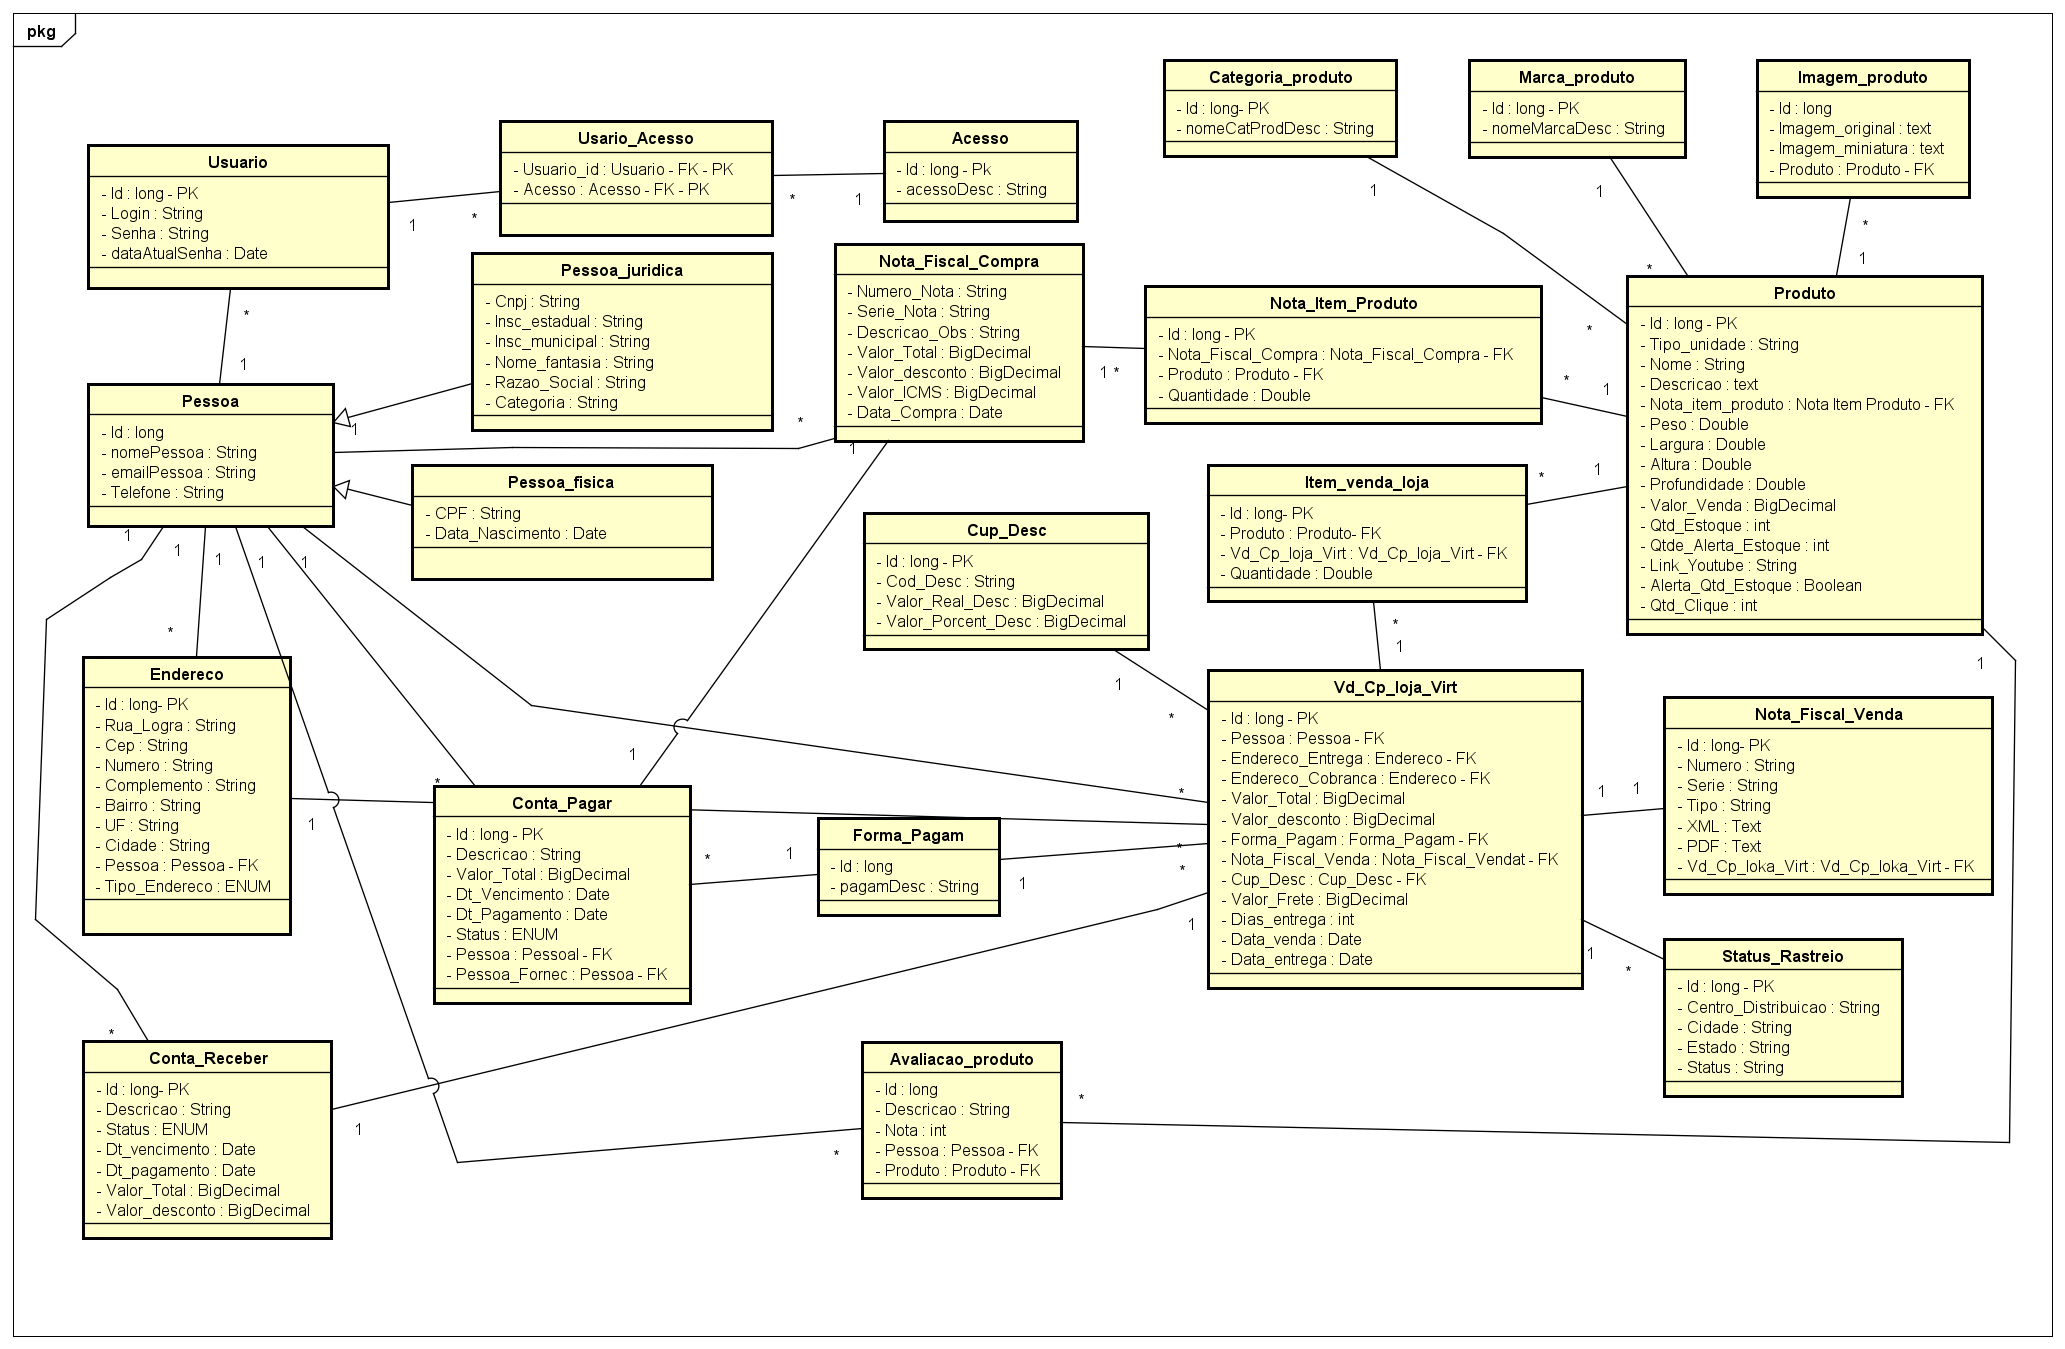 pkg
Categoria_produto
- Id : long- PK
- nomeCatProdDesc : String
Marca_produto
- Id : long - PK
- nomeMarcaDesc : String
Imagem_produto
- Id : long
- Imagem_original : text
- Imagem_miniatura : text
- Produto : Produto - FK
Usuario
- Id : long - PK
- Login : String
- Senha : String
- dataAtualSenha : Date
Usario_Acesso
- Usuario_id : Usuario - FK - PK
- Acesso : Acesso - FK - PK
Acesso
- Id : long - Pk
- acessoDesc : String
1
*
*
1
1
1
*
1
*
*
*
1
Pessoa_juridica
- Cnpj : String
- Insc_estadual : String
- Insc_municipal : String
- Nome_fantasia : String
- Razao_Social : String
- Categoria : String
Nota_Fiscal_Compra
- Numero_Nota : String
- Serie_Nota : String
- Descricao_Obs : String
- Valor_Total : BigDecimal
- Valor_desconto : BigDecimal
- Valor_ICMS : BigDecimal
- Data_Compra : Date
Nota_Item_Produto
- Id : long - PK
- Nota_Fiscal_Compra : Nota_Fiscal_Compra - FK
- Produto : Produto - FK
- Quantidade : Double
Produto
- Id : long - PK
- Tipo_unidade : String
- Nome : String
- Descricao : text
- Nota_item_produto : Nota Item Produto - FK
- Peso : Double
- Largura : Double
- Altura : Double
- Profundidade : Double
- Valor_Venda : BigDecimal
- Qtd_Estoque : int
- Qtde_Alerta_Estoque : int
- Link_Youtube : String
- Alerta_Qtd_Estoque : Boolean
- Qtd_Clique : int
1 *
*
1
Pessoa
- Id : long
- nomePessoa : String
- emailPessoa : String
- Telefone : String
1
*
1
Pessoa_fisica
- CPF : String
- Data_Nascimento : Date
Item_venda_loja
- Id : long- PK
- Produto : Produto- FK
- Vd_Cp_loja_Virt : Vd_Cp_loja_Virt - FK
- Quantidade : Double
*
1
Cup_Desc
- Id : long - PK
- Cod_Desc : String
- Valor_Real_Desc : BigDecimal
- Valor_Porcent_Desc : BigDecimal
1
1
1
1
1
*
*
1
1
1
*
Endereco
- Id : long- PK
- Rua_Logra : String
- Cep : String
- Numero : String
- Complemento : String
- Bairro : String
- UF : String
- Cidade : String
- Pessoa : Pessoa - FK
- Tipo_Endereco : ENUM
Vd_Cp_loja_Virt
- Id : long - PK
- Pessoa : Pessoa - FK
- Endereco_Entrega : Endereco - FK
- Endereco_Cobranca : Endereco - FK
- Valor_Total : BigDecimal
- Valor_desconto : BigDecimal
- Forma_Pagam : Forma_Pagam - FK
- Nota_Fiscal_Venda : Nota_Fiscal_Vendat - FK
- Cup_Desc : Cup_Desc - FK
- Valor_Frete : BigDecimal
- Dias_entrega : int
- Data_venda : Date
- Data_entrega : Date
Nota_Fiscal_Venda
- Id : long- PK
- Numero : String
- Serie : String
- Tipo : String
- XML : Text
- PDF : Text
- Vd_Cp_loka_Virt : Vd_Cp_loka_Virt - FK
1
*
*
1
1
Conta_Pagar
- Id : long - PK
- Descricao : String
- Valor_Total : BigDecimal
- Dt_Vencimento : Date
- Dt_Pagamento : Date
- Status : ENUM
- Pessoa : Pessoal - FK
- Pessoa_Fornec : Pessoa - FK
Forma_Pagam
- Id : long
- pagamDesc : String
1
*
1
*
*
1
1
1
*
Status_Rastreio
- Id : long - PK
- Centro_Distribuicao : String
- Cidade : String
- Estado : String
- Status : String
*
Conta_Receber
- Id : long- PK
- Descricao : String
- Status : ENUM
- Dt_vencimento : Date
- Dt_pagamento : Date
- Valor_Total : BigDecimal
- Valor_desconto : BigDecimal
Avaliacao_produto
- Id : long
- Descricao : String
- Nota : int
- Pessoa : Pessoa - FK
- Produto : Produto - FK
*
1
*